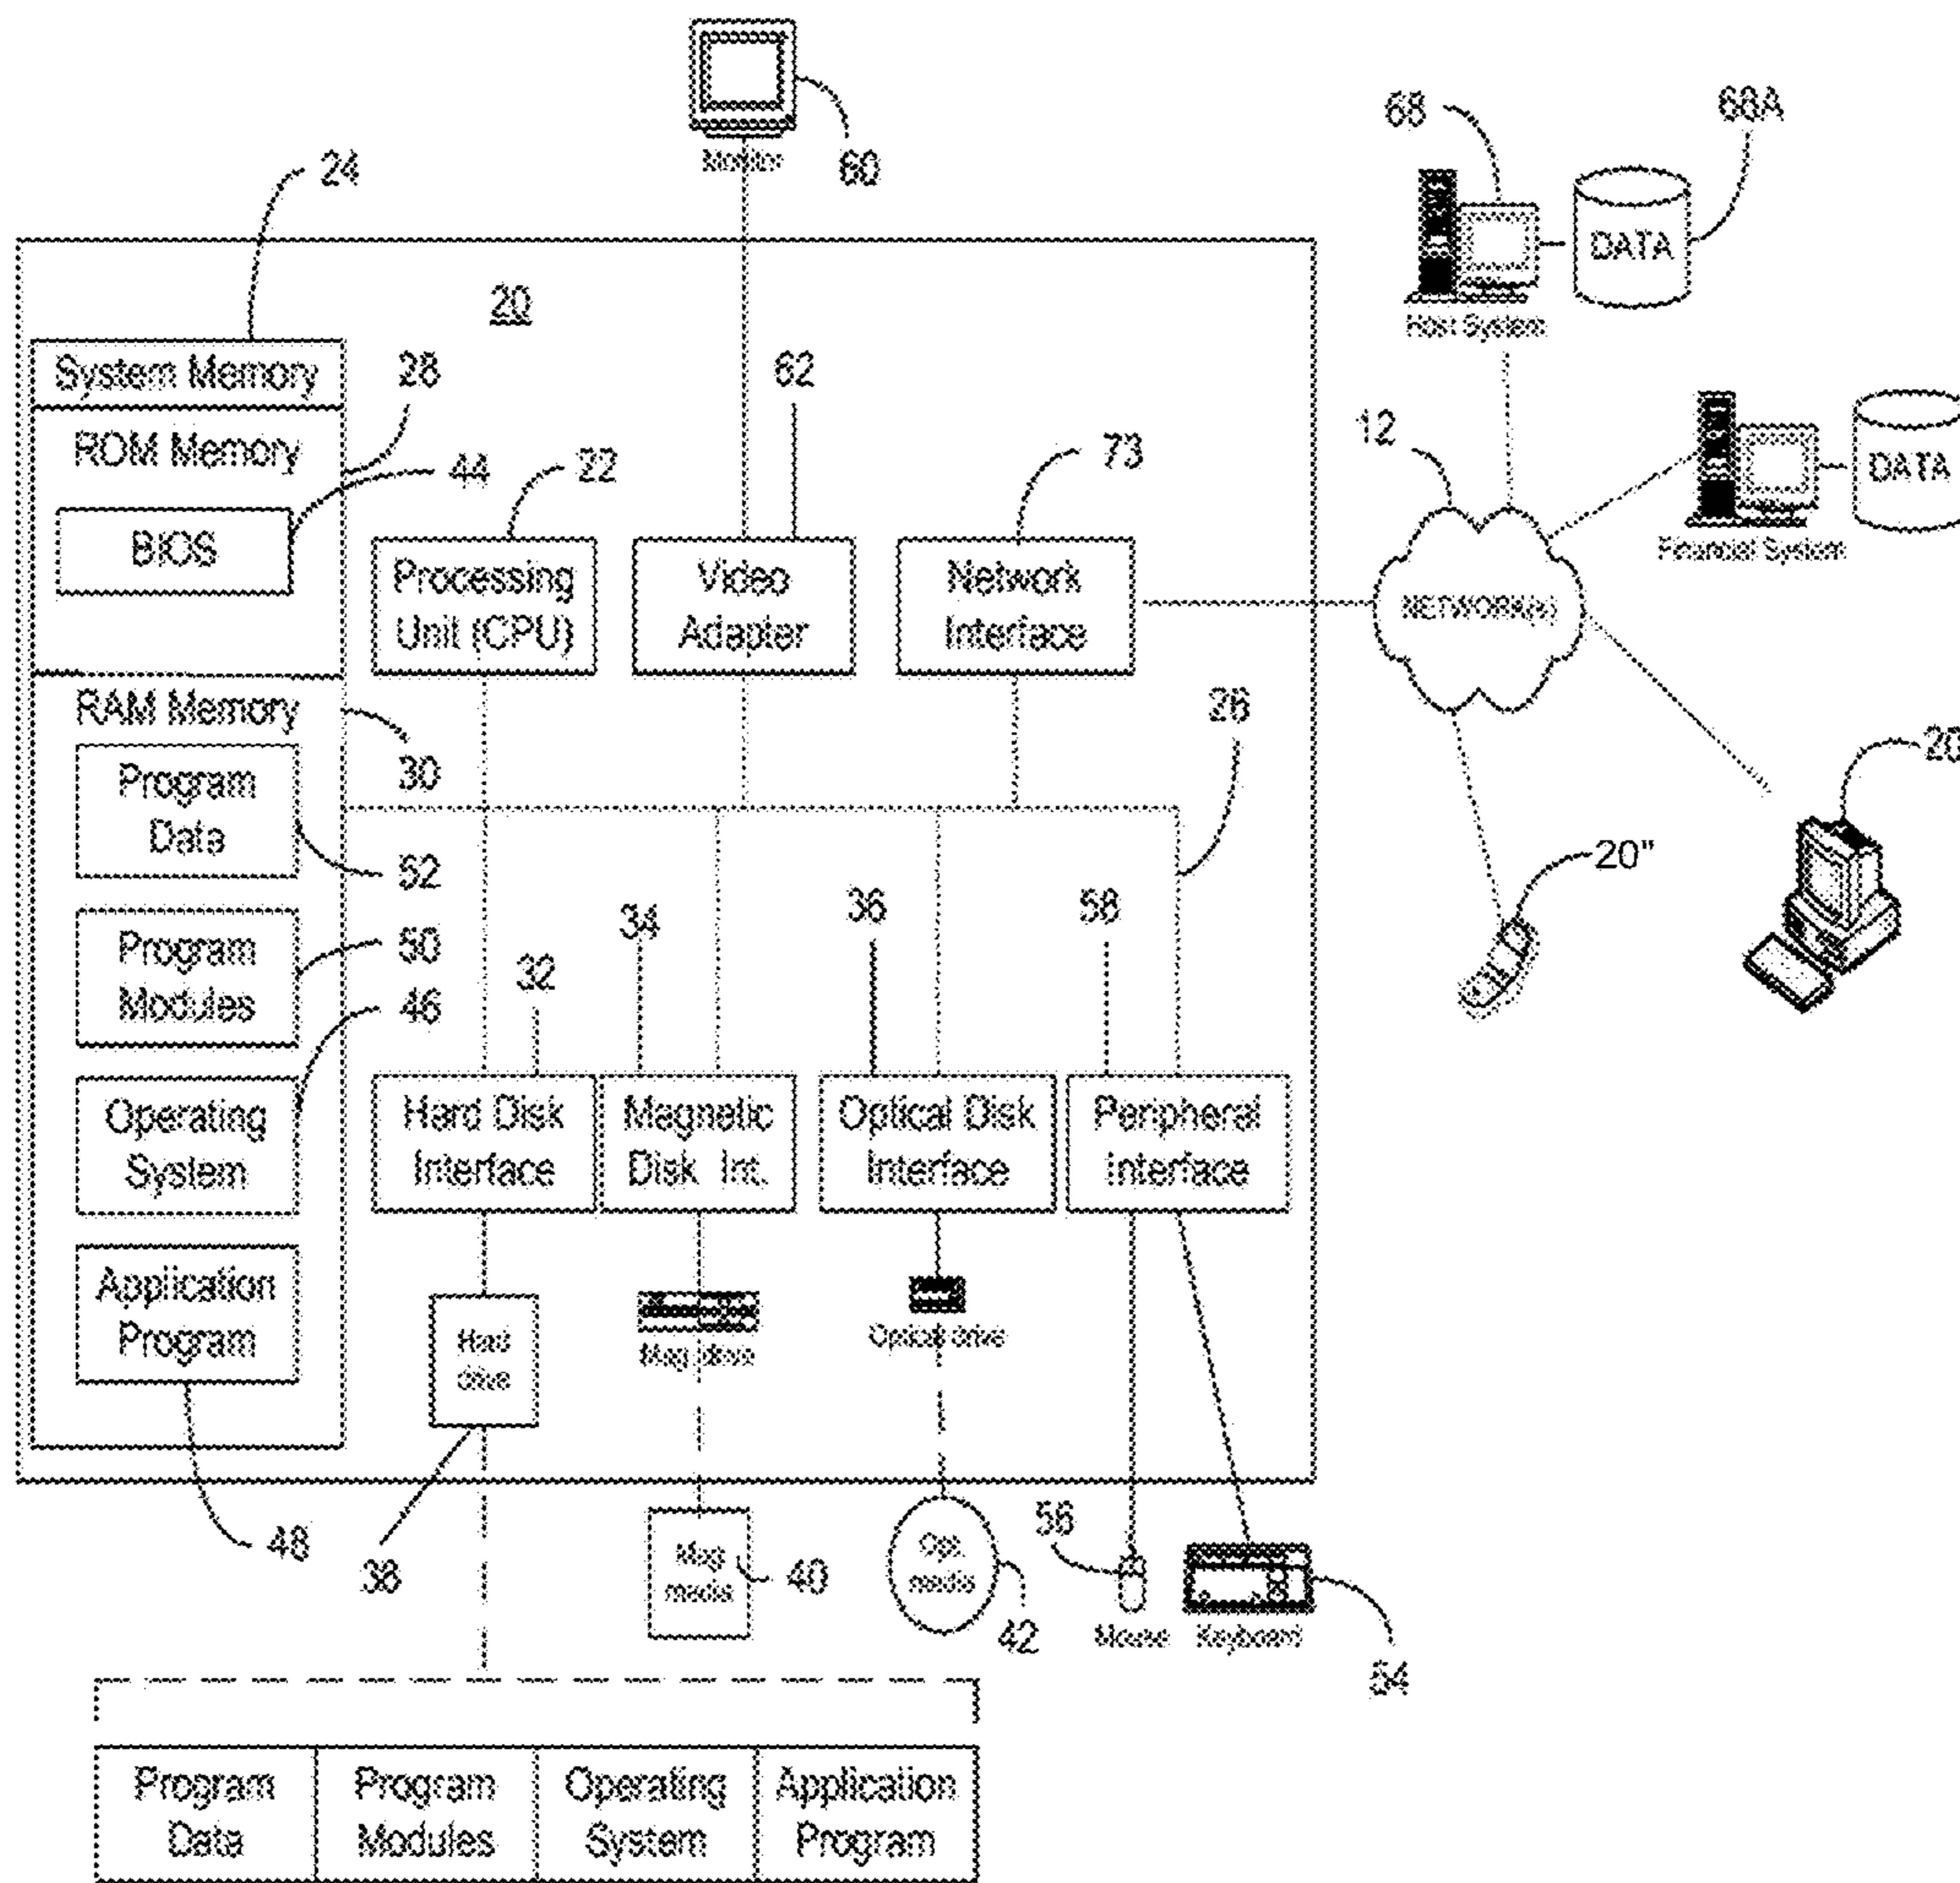 Monitor
60
68
68A
DATA
Host System
24
20
System Memory
28
ROM Memory
44
BIOS
22
62
73
12
Processing
Unit (CPU)
Video
Adapter
Network
Interface
NETWORK(s)
DATA
Financial System
RAM Memory
30
26
Program
Data
52
20
20"
Program
Modules
50
46
32
34
36
58
Operating
System
Hard Disk
Interface
Magnetic
Disk Int.
Optical Disk
Interface
Peripheral
Interface
Application
Program
Hard
drive
Mag drive
Optical drive
48
38
Mag
media
40
Opt.
media
42
56
Mouse
Keyboard
54
Program
Data
Program
Modules
Operating
System
Application
Program